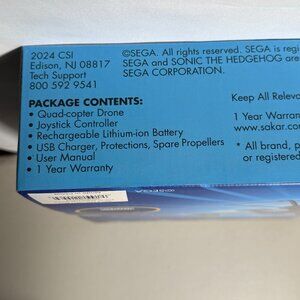 2024 CSI
Edison, NJ 08817
Tech Support
800 592 9541
©SEGA. All rights reserved. SEGA is regi
SEGA and SONIC THE HEDGEHOG are
SEGA CORPORATION.
PACKAGE CONTENTS:
• Quad-copter Drone
• Joystick Controller
• Rechargeable Lithium-ion Battery
• USB Charger, Protections, Spare Propellers
• User Manual
• 1 Year Warranty
Keep All Releva
1 Year Warran
www.sakar.co
* All brand, p
or registered
©SEGA